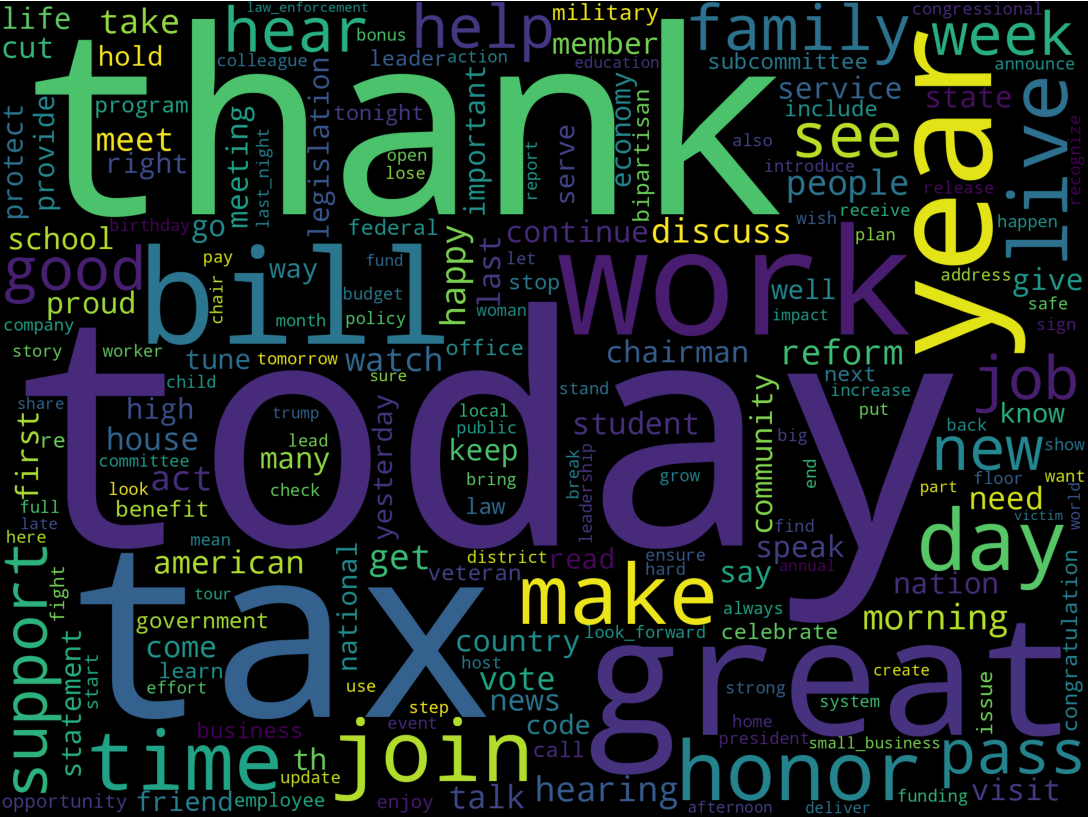 life
cut
take
hold
law_enforcement
hear
bonus
colleague
leader
action
help
military
member
education
family
congressional
week
announce
subcommittee
service
include
state
year
live
recognize
protect
provide
program
meet
right
thank
meeting
last_night
legislation
tonight
open
lose
important
report
serve
economy
bipartisan
also
see
introduce
people
release
birthday
go
federal
wish
receive
happen
school
good
proud
bill
pay
chair
way
fund
budget
month
policy
happy
last
continue
let
stop
woman
discuss
work
well
impact
plan
address
give
safe
sign
company
story
worker
tune
tomorrow
watch
office
chairman
reform
job
child
sure
stand
next
increase
put
know
share
first
re
high
house
committee
act
look
benefit
full
late
here
trump
lead
many
check
yesterday
local
public
keep
bring
law
today
break
leadership
student
grow
community
big
end
find
speak
back
new
show
floor
want
part
need
world
victim
day
support
fight
mean
american
tour
government
national
get
veteran
district
read
ensure
hard
say
annual
nation
morning
make
look_forward
always
celebrate
statement
start
come
learn
effort
tax
use
country
host
vote
news
step
great
strong
create
system
issue
congratulation
business
time
th
update
join
event
code
call
home
president
small_business
honor
pass
opportunity
friend
employee
enjoy
talk
hearing
afternoon
deliver
funding
visit